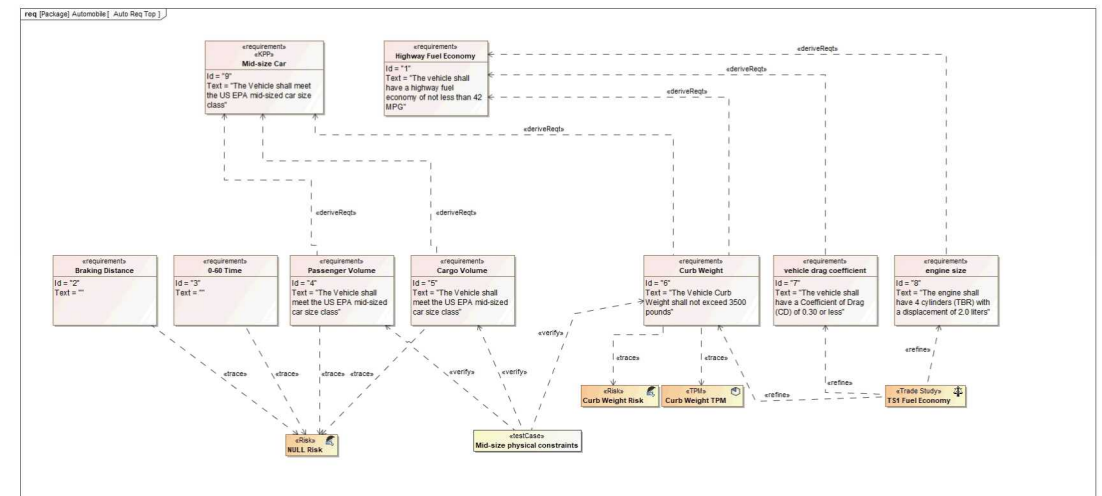 req [Package] Automobile [ Auto Req Top ]
«requirement»
«KPP»
Mid-size Car
Id = "9"
Text = "The Vehicle shall meet
the US EPA mid-sized car size
class"
«requirement»
Highway Fuel Economy
Id = "1"
Text = "The vehicle shall
have a highway fuel
economy of not less than 42
MPG"
«deriveReqt»
«deriveReqt»
«deriveReqt»
«deriveReqt»
«deriveReqt»
«deriveReqt»
«requirement»
Braking Distance
Id = "2"
Text = ""
«requirement»
0-60 Time
Id = "3"
Text = ""
«requirement»
Passenger Volume
Id = "4"
Text = "The Vehicle shall
meet the US EPA mid-sized
car size class"
«requirement»
Cargo Volume
Id = "5"
Text = "The Vehicle shall
meet the US EPA mid-sized
car size class"
«requirement»
Curb Weight
Id = "6"
Text = "The Vehicle Curb
Weight shall not exceed 3500
pounds"
«requirement»
vehicle drag coefficient
Id = "7"
Text = "The vehicle shall
have a Coefficient of Drag
(CD) of 0.30 or less"
«requirement»
engine size
Id = "8"
Text = "The engine shall
have 4 cylinders (TBR) with
a displacement of 2.0 liters"
«trace»
«trace»
«trace»
«trace»
«verify»
«verify»
«verify»
«trace»
«trace»
«refine»
«refine»
«refine»
«Risk»
Curb Weight Risk
«TPM»
Curb Weight TPM
«Trade Study»
TS1 Fuel Economy
«Risk»
NULL Risk
«testCase»
Mid-size physical constraints